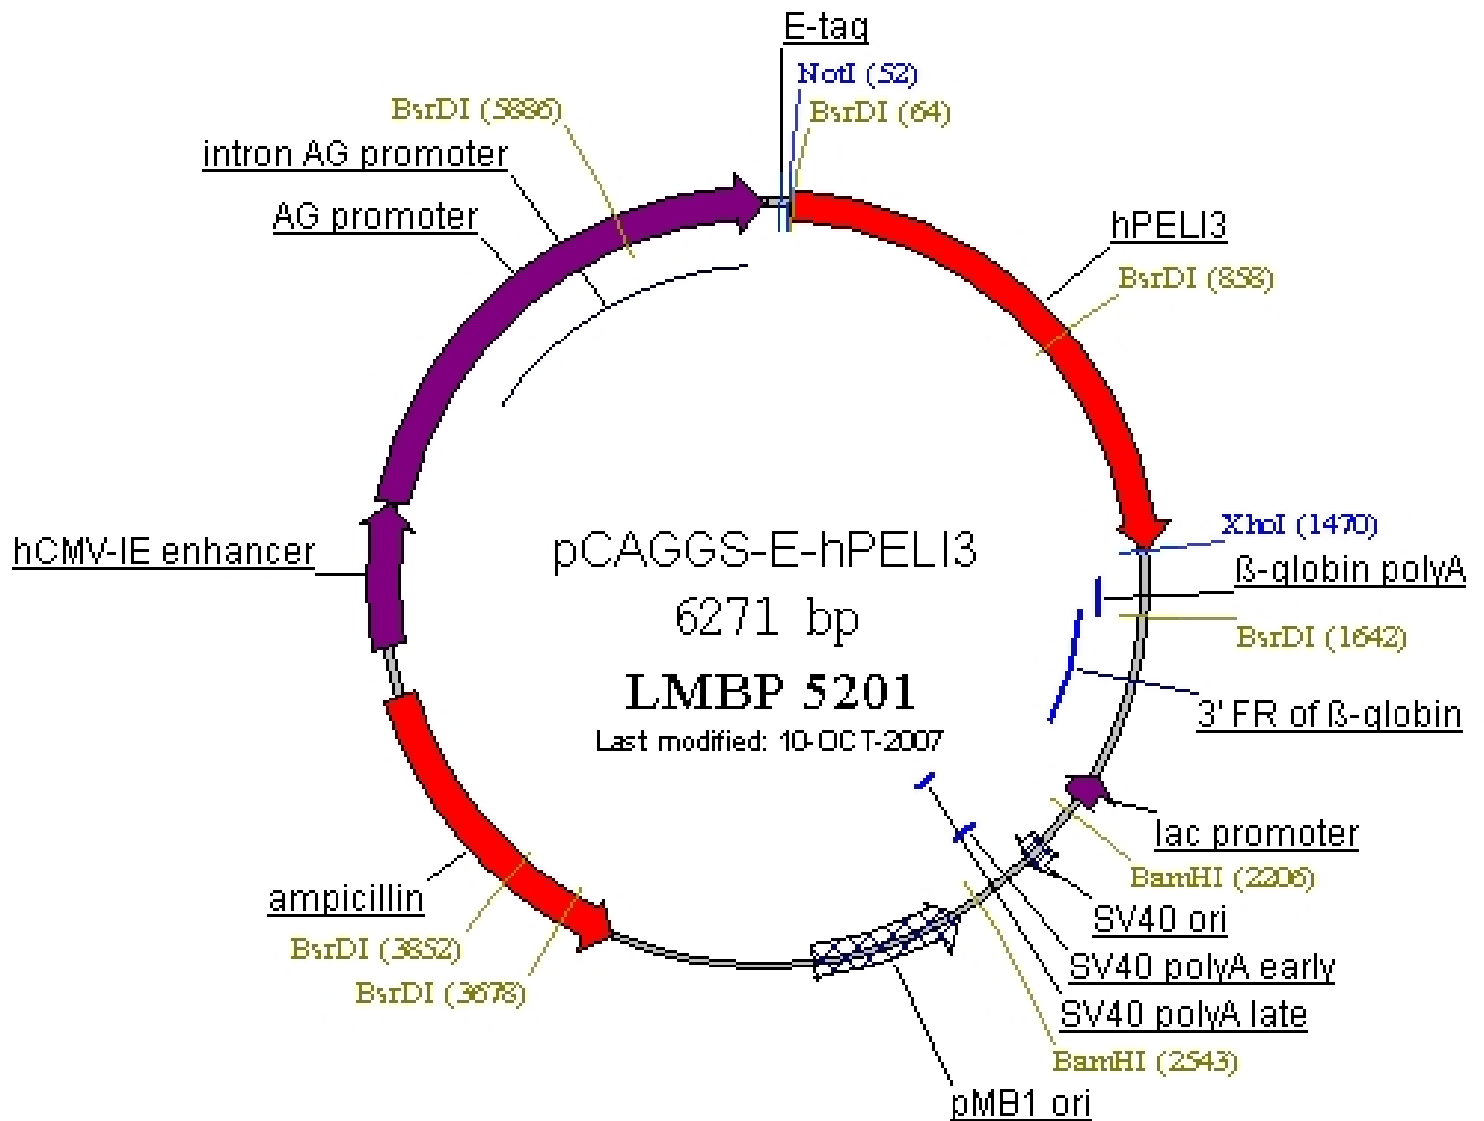 E-tag
NotI (52)
BsrDI (64)
BsrDI (5886)
intron AG promoter
AG promoter
hPELI3
BsrDI (858)
XhoI (1470)
ß-globin polyA
BsrDI (1642)
3' FR of ß-globin
hCMV-IE enhancer
pCAGGS-E-hPELI3
6271 bp
LMBP 5201
Last modified: 10-OCT-2007
lac promoter
BamHI (2206)
SV40 ori
SV40 polyA early
SV40 polyA late
BamHI (2543)
pMB1 ori
ampicillin
BsrDI (3852)
BsrDI (3678)